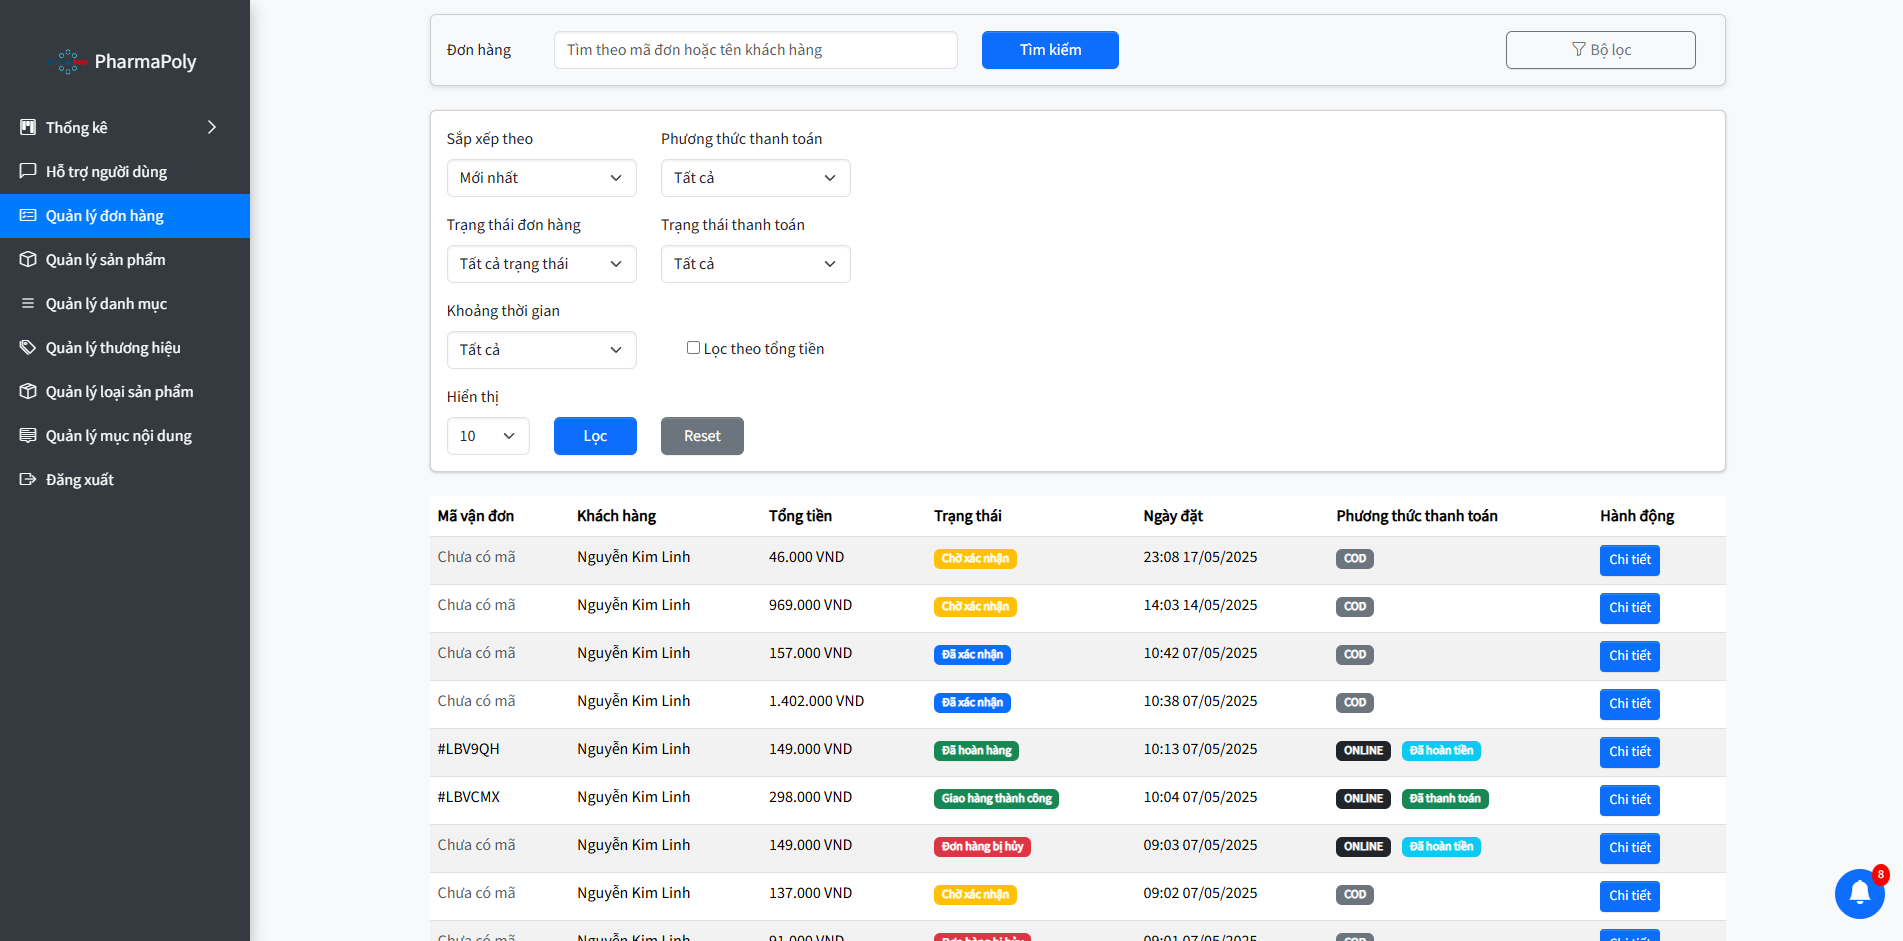 PharmaPoly
Thống kê
Hỗ trợ người dùng
Quản lý đơn hàng
Quản lý sản phẩm
Quản lý danh mục
Quản lý thương hiệu
Quản lý loại sản phẩm
Quản lý mục nội dung
Đăng xuất
Đơn hàng Tìm theo mã đơn hoặc tên khách hàng Tìm kiếm Bộ lọc
Sắp xếp theo Phương thức thanh toán
Mới nhất Tất cả
Trạng thái đơn hàng Trạng thái thanh toán
Tất cả trạng thái Tất cả
Khoảng thời gian
Tất cả Lọc theo tổng tiền
Hiển thị
10 Lọc Reset
Mã vận đơn Khách hàng Tổng tiền Trạng thái Ngày đặt Phương thức thanh toán Hành động
Chưa có mã Nguyễn Kim Linh 46.000 VND Chờ xác nhận 23:08 17/05/2025 COD Chi tiết
Chưa có mã Nguyễn Kim Linh 969.000 VND Chờ xác nhận 14:03 14/05/2025 COD Chi tiết
Chưa có mã Nguyễn Kim Linh 157.000 VND Đã xác nhận 10:42 07/05/2025 COD Chi tiết
Chưa có mã Nguyễn Kim Linh 1.402.000 VND Đã xác nhận 10:38 07/05/2025 COD Chi tiết
#LBV9QH Nguyễn Kim Linh 149.000 VND Đã hoàn hàng 10:13 07/05/2025 ONLINE Đã hoàn tiền Chi tiết
#LBVCMX Nguyễn Kim Linh 298.000 VND Giao hàng thành công 10:04 07/05/2025 ONLINE Đã thanh toán Chi tiết
Chưa có mã Nguyễn Kim Linh 149.000 VND Đơn hàng bị hủy 09:03 07/05/2025 ONLINE Đã hoàn tiền Chi tiết
Chưa có mã Nguyễn Kim Linh 137.000 VND Chờ xác nhận 09:02 07/05/2025 COD Chi tiết
Chưa có mã Nguyễn Kim Linh 91.000 VND Đơn hàng bị hủy 09:01 07/05/2025 COD Chi tiết
8